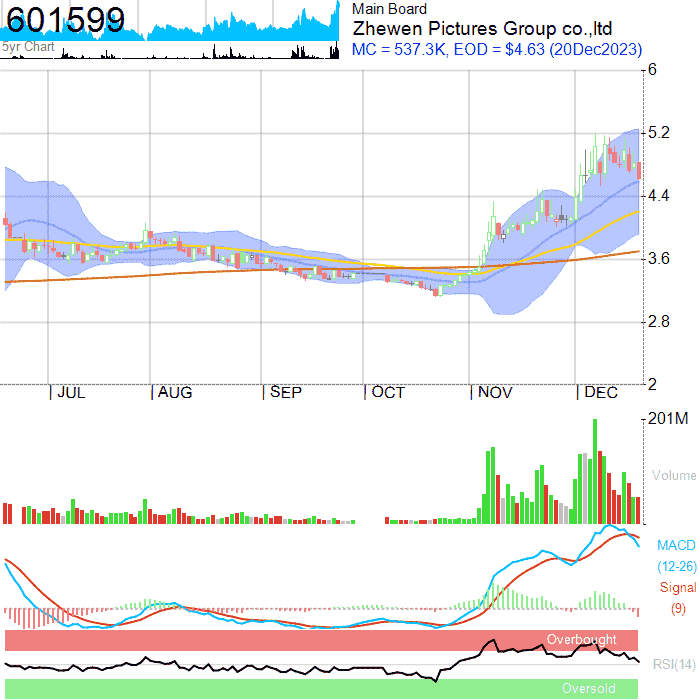 601599
5yr Chart
Main Board
Zhewen Pictures Group co.,ltd
MC = 537.3K, EOD = $4.63 (20Dec2023)
6
5.2
4.4
3.6
2.8
2
JUL
AUG
SEP
OCT
NOV
DEC
201M
Volume
MACD
(12-26)
Signal
(9)
Overbought
RSI(14)
Oversold